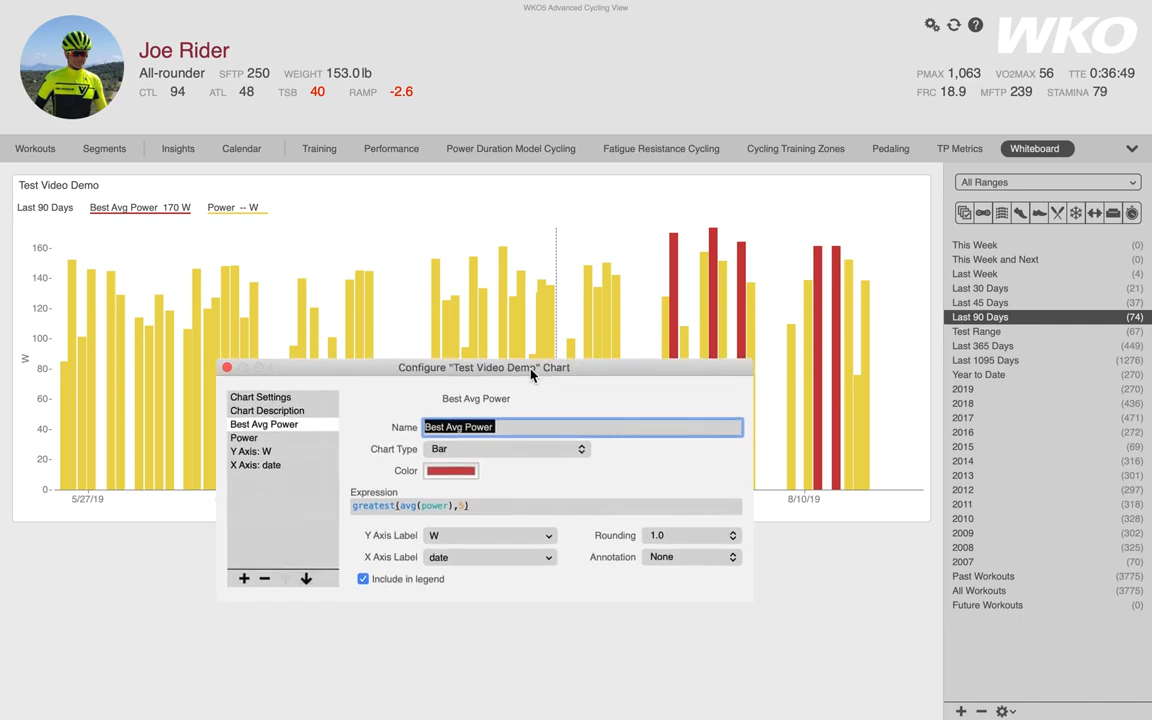 WKO5 Advanced Cycling View
Joe Rider
All-rounder SFTP 250 WEIGHT 153.0 lb
CTL 94 ATL 48 TSB 40 RAMP -2.6
WKO
PMAX 1,063 VO2MAX 56 TTE 0:36:49
FRC 18.9 MFTP 239 STAMINA 79
Workouts Segments Insights Calendar Training Performance Power Duration Model Cycling Fatigue Resistance Cycling Cycling Training Zones Pedaling TP Metrics Whiteboard
Test Video Demo
Last 90 Days Best Avg Power 170 W Power -- W
160
140
120
100
80
60
40
20
0
W
5/27/19 8/10/19
Configure "Test Video Demo" Chart
Chart Settings
Chart Description
Best Avg Power
Power
Y Axis: W
X Axis: date
Best Avg Power
Name Best Avg Power
Chart Type Bar
Color
Expression
greatest(avg(power),5)
Y Axis Label W Rounding 1.0
X Axis Label date Annotation None
Include in legend
All Ranges
This Week (0)
This Week and Next (0)
Last Week (4)
Last 30 Days (21)
Last 45 Days (37)
Last 90 Days (74)
Test Range (67)
Last 365 Days (449)
Last 1095 Days (1276)
Year to Date (270)
2019 (270)
2018 (436)
2017 (471)
2016 (272)
2015 (69)
2014 (316)
2013 (301)
2012 (297)
2011 (318)
2010 (328)
2009 (302)
2008 (325)
2007 (70)
Past Workouts (3775)
All Workouts (3775)
Future Workouts (0)